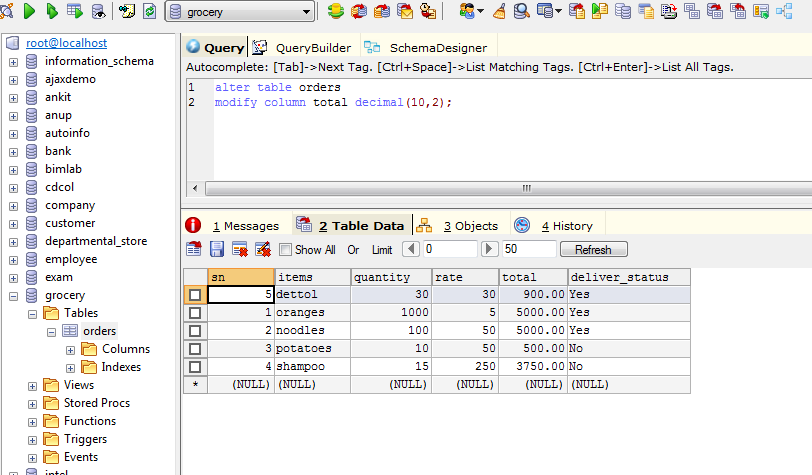 grocery
root@localhost
information_schema
ajaxdemo
ankit
anup
autoinfo
bank
bimlab
cdcol
company
customer
departmental_store
employee
exam
grocery
Tables
orders
Columns
Indexes
Views
Stored Procs
Functions
Triggers
Events
intel
Query QueryBuilder SchemaDesigner
Autocomplete: [Tab]->Next Tag. [Ctrl+Space]->List Matching Tags. [Ctrl+Enter]->List All Tags.
1 alter table orders
2 modify column total decimal(10,2);
1 Messages 2 Table Data 3 Objects 4 History
Show All Or Limit 0 50 Refresh
sn items quantity rate total deliver_status
5 dettol 30 30 900.00 Yes
1 oranges 1000 5 5000.00 Yes
2 noodles 100 50 5000.00 Yes
3 potatoes 10 50 500.00 No
4 shampoo 15 250 3750.00 No
* (NULL) (NULL) (NULL) (NULL) (NULL) (NULL)